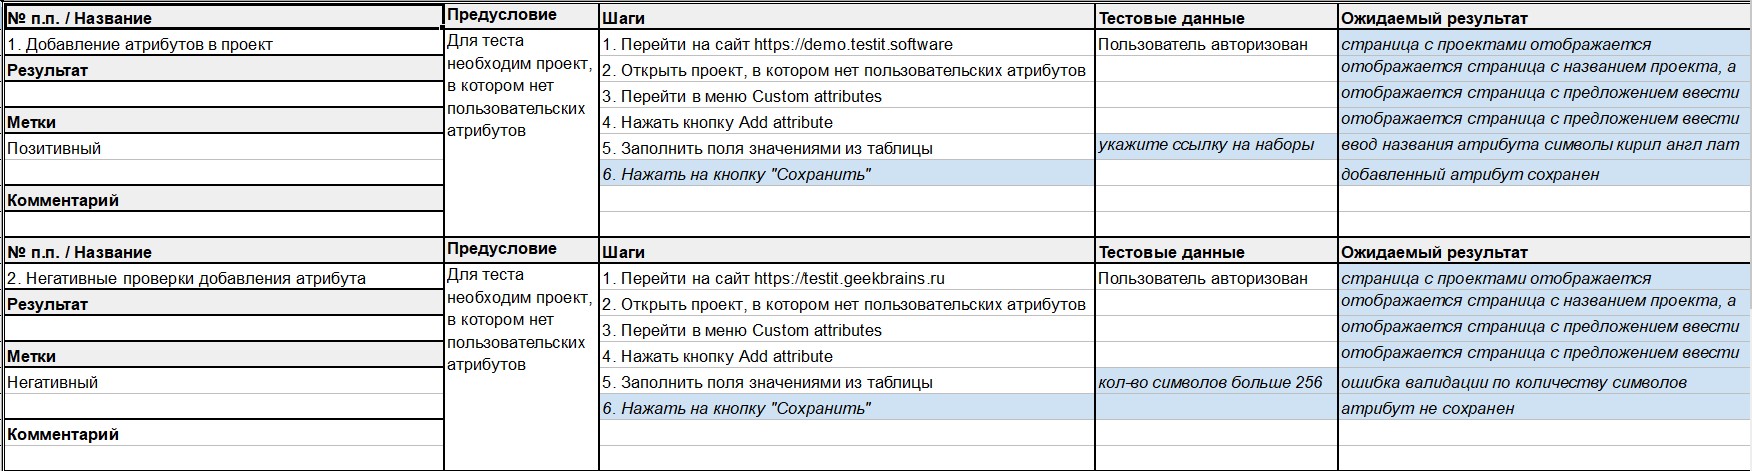 № п.п. / Название
Предусловие
Шаги
Тестовые данные
Ожидаемый результат
1. Добавление атрибутов в проект
Для теста
необходим проект,
в котором нет
пользовательских
атрибутов
1. Перейти на сайт https://demo.testit.software
Пользователь авторизован
страница с проектами отображается
Результат
2. Открыть проект, в котором нет пользовательских атрибутов
отображается страница с названием проекта, а
3. Перейти в меню Custom attributes
отображается страница с предложением ввести
Метки
4. Нажать кнопку Add attribute
отображается страница с предложением ввести
Позитивный
5. Заполнить поля значениями из таблицы
укажите ссылку на наборы
ввод названия атрибута символы кирил англ лат
6. Нажать на кнопку "Сохранить"
добавленный атрибут сохранен
Комментарий
№ п.п. / Название
Предусловие
Шаги
Тестовые данные
Ожидаемый результат
2. Негативные проверки добавления атрибута
Для теста
необходим проект,
в котором нет
пользовательских
атрибутов
1. Перейти на сайт https://testit.geekbrains.ru
Пользователь авторизован
страница с проектами отображается
Результат
2. Открыть проект, в котором нет пользовательских атрибутов
отображается страница с названием проекта, а
3. Перейти в меню Custom attributes
отображается страница с предложением ввести
Метки
4. Нажать кнопку Add attribute
отображается страница с предложением ввести
Негативный
5. Заполнить поля значениями из таблицы
кол-во символов больше 256
ошибка валидации по количеству символов
6. Нажать на кнопку "Сохранить"
атрибут не сохранен
Комментарий